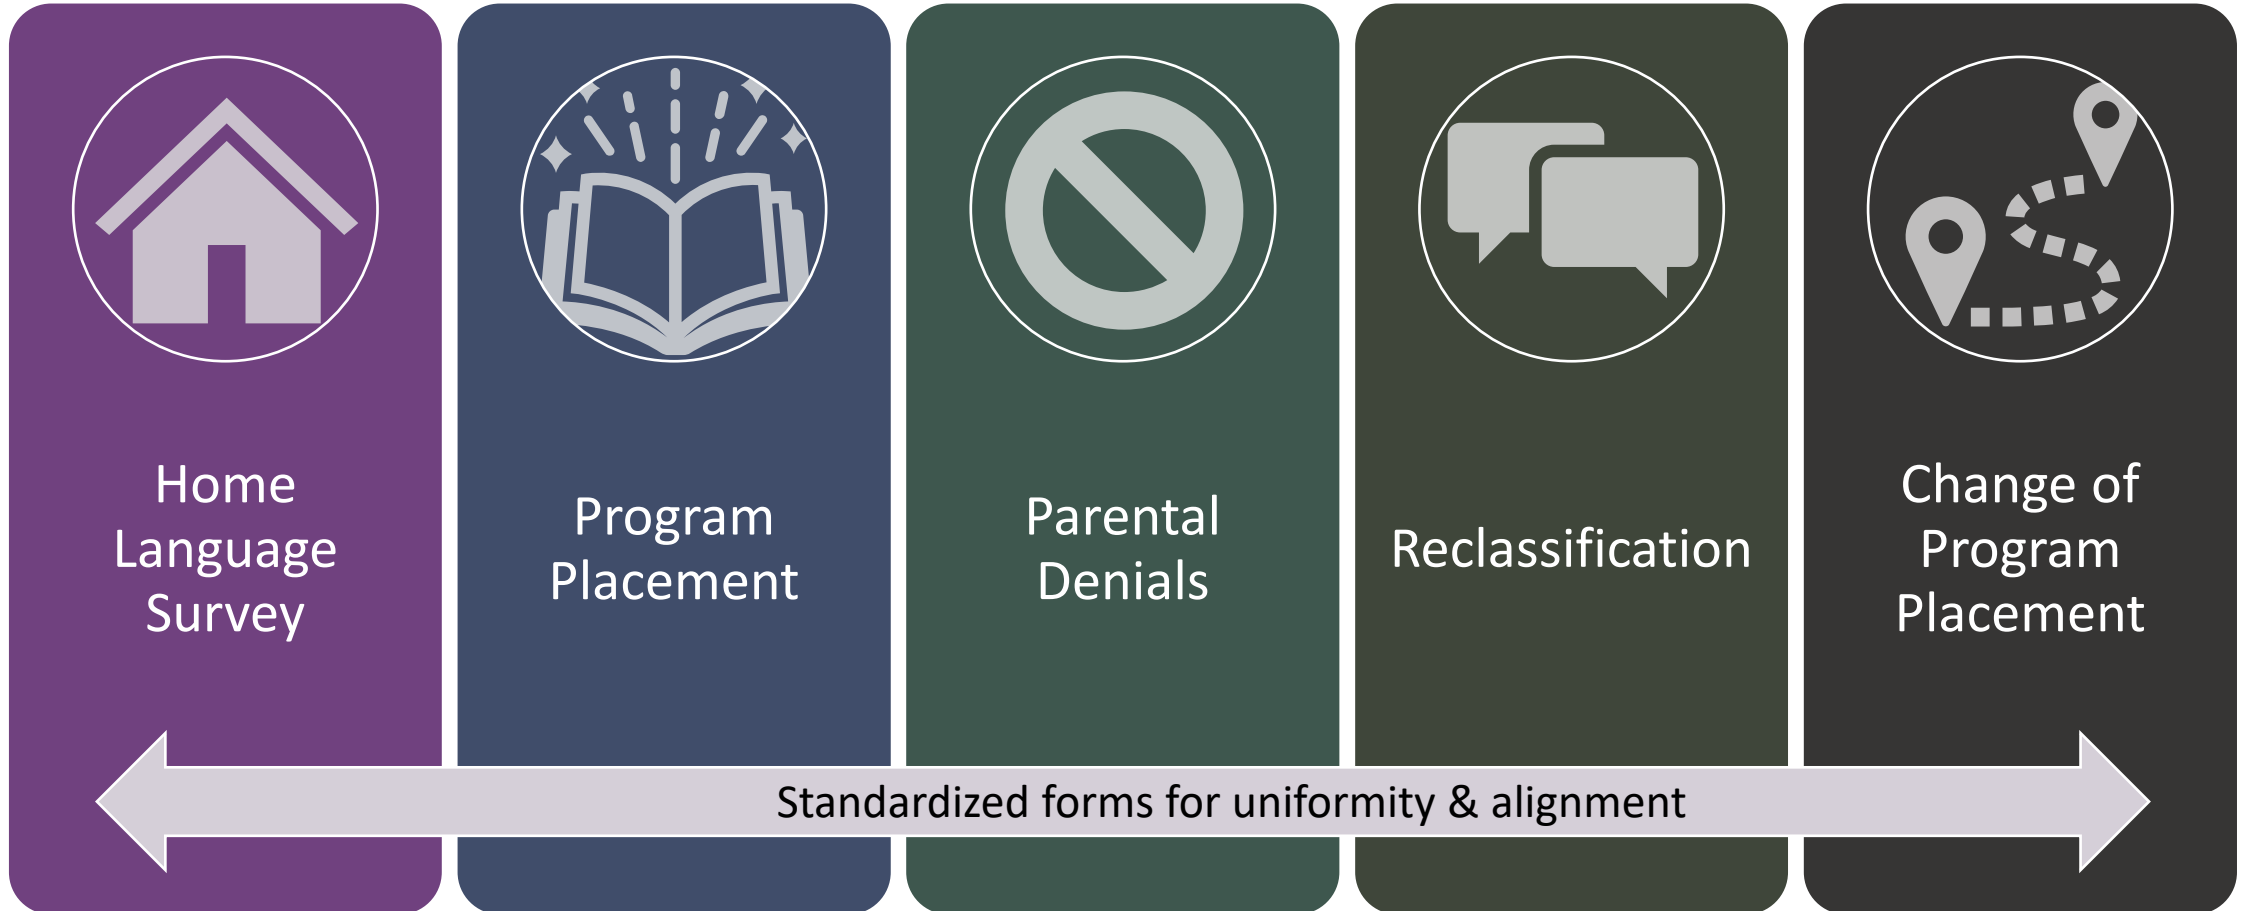 Home
Language
Survey
Program
Placement
Parental
Denials
Reclassification
Change of
Program
Placement
Standardized forms for uniformity & alignment